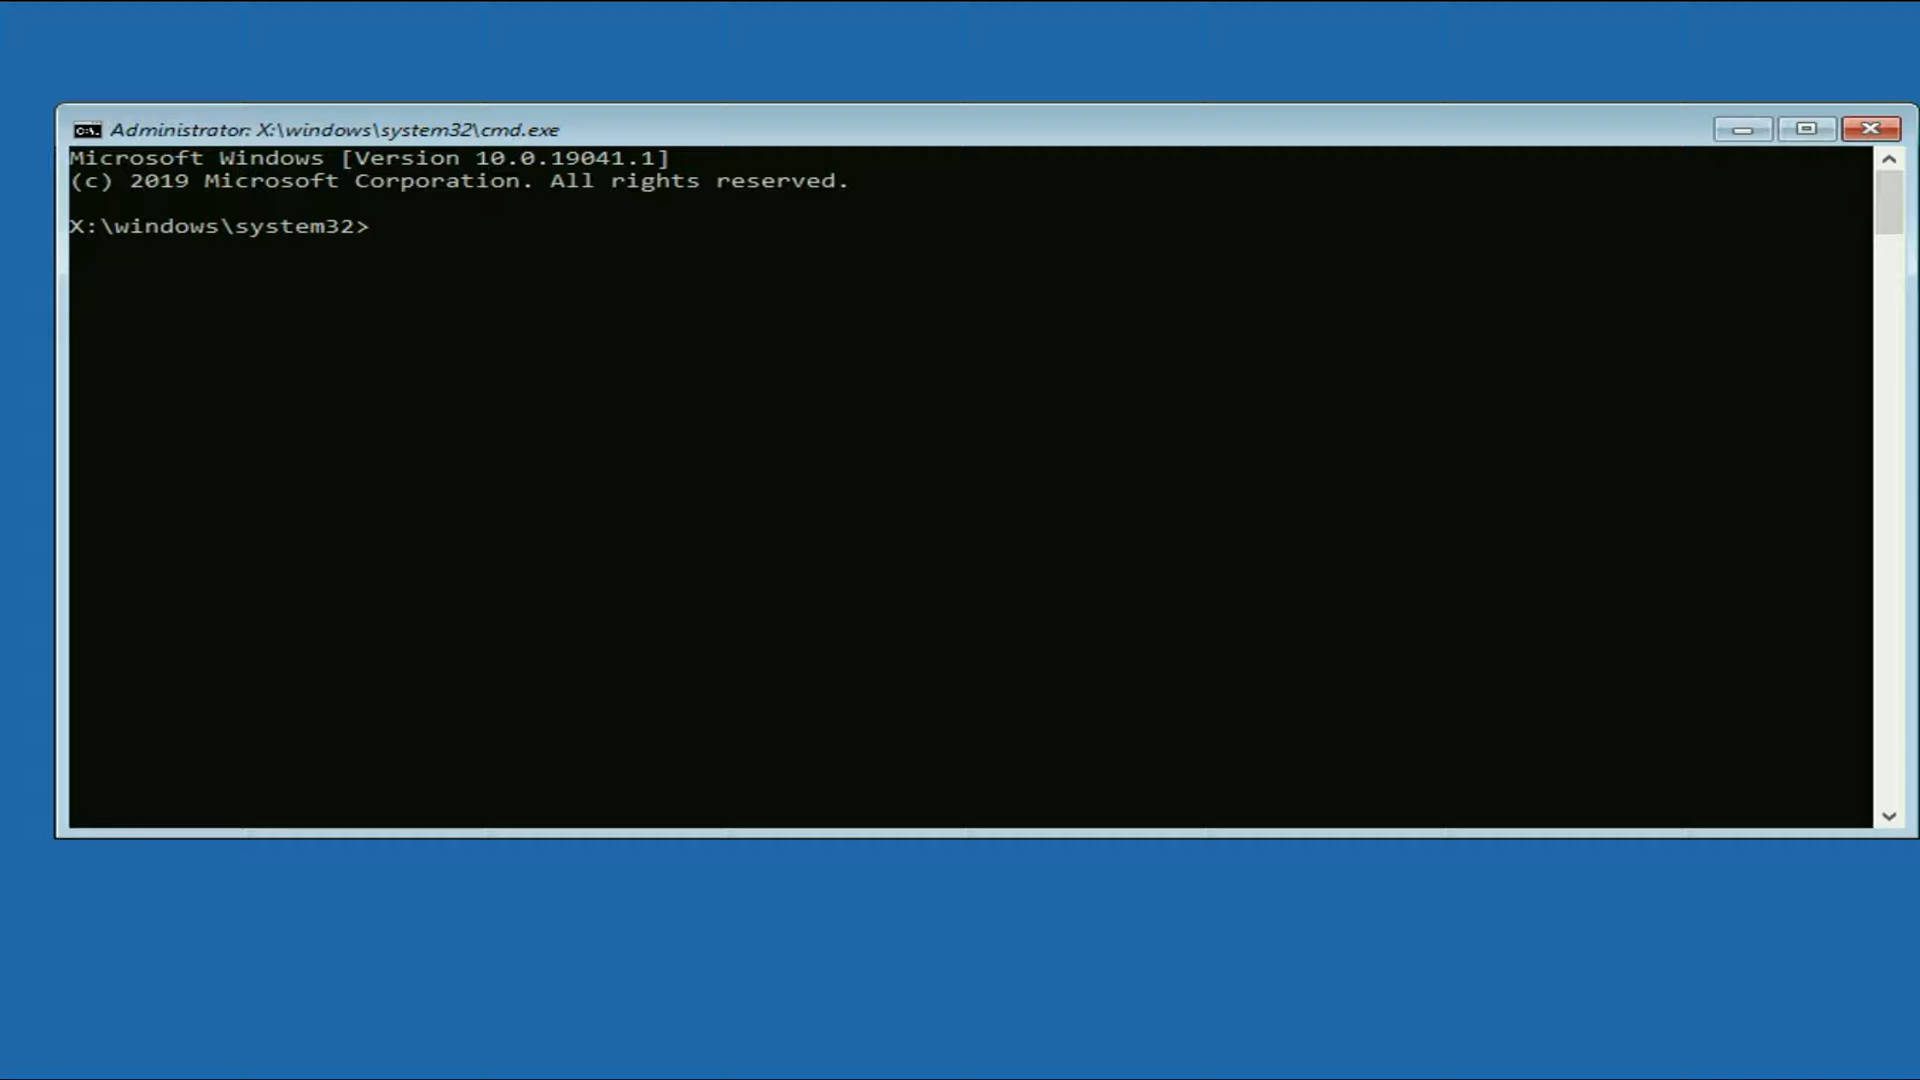 Administrator: X:\windows\system32\cmd.exe
Microsoft Windows [Version 10.0.19041.1]
(c) 2019 Microsoft Corporation. All rights reserved.
X:\windows\system32>